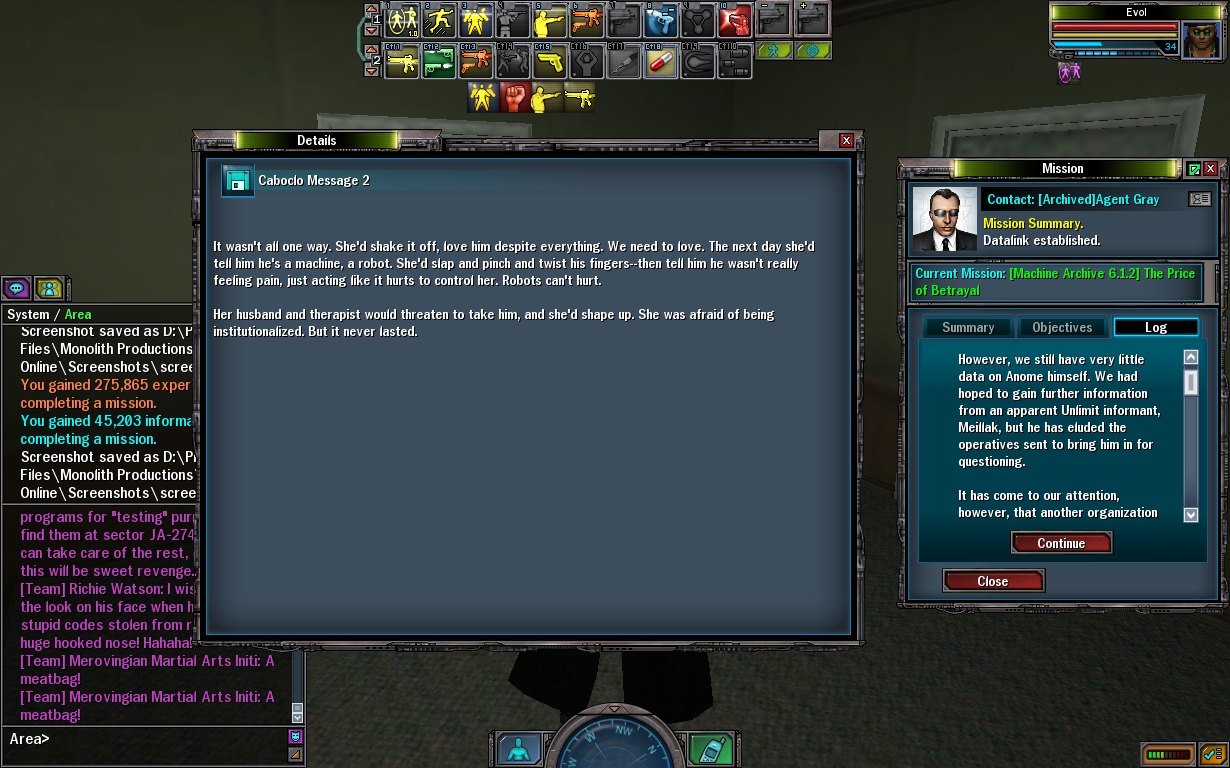 Evol
34
Details
Caboclo Message 2
It wasn't all one way. She'd shake it off, love him despite everything. We need to love. The next day she'd
tell him he's a machine, a robot. She'd slap and pinch and twist his fingers--then tell him he wasn't really
feeling pain, just acting like it hurts to control her. Robots can't hurt.
Her husband and therapist would threaten to take him, and she'd shape up. She was afraid of being
institutionalized. But it never lasted.
Mission
Contact: [Archived]Agent Gray
Mission Summary.
Datalink established.
Current Mission: [Machine Archive 6.1.2] The Price
of Betrayal
Summary
Objectives
Log
However, we still have very little
data on Anome himself. We had
hoped to gain further information
from an apparent Unlimit informant,
Meillak, but he has eluded the
operatives sent to bring him in for
questioning.
It has come to our attention,
however, that another organization
Continue
Close
System / Area
Screenshot saved as D:\P
Files\Monolith Productions
Online\Screenshots\scree
You gained 275,865 exper
completing a mission.
You gained 45,203 informa
completing a mission.
Screenshot saved as D:\P
Files\Monolith Productions
Online\Screenshots\scree
programs for "testing" pur
find them at sector JA-274
can take care of the rest,
this will be sweet revenge..
[Team] Richie Watson: I wis
the look on his face when h
stupid codes stolen from r
huge hooked nose! Hahaha!
[Team] Merovingian Martial Arts Initi: A
meatbag!
[Team] Merovingian Martial Arts Initi: A
meatbag!
Area>
W NW N